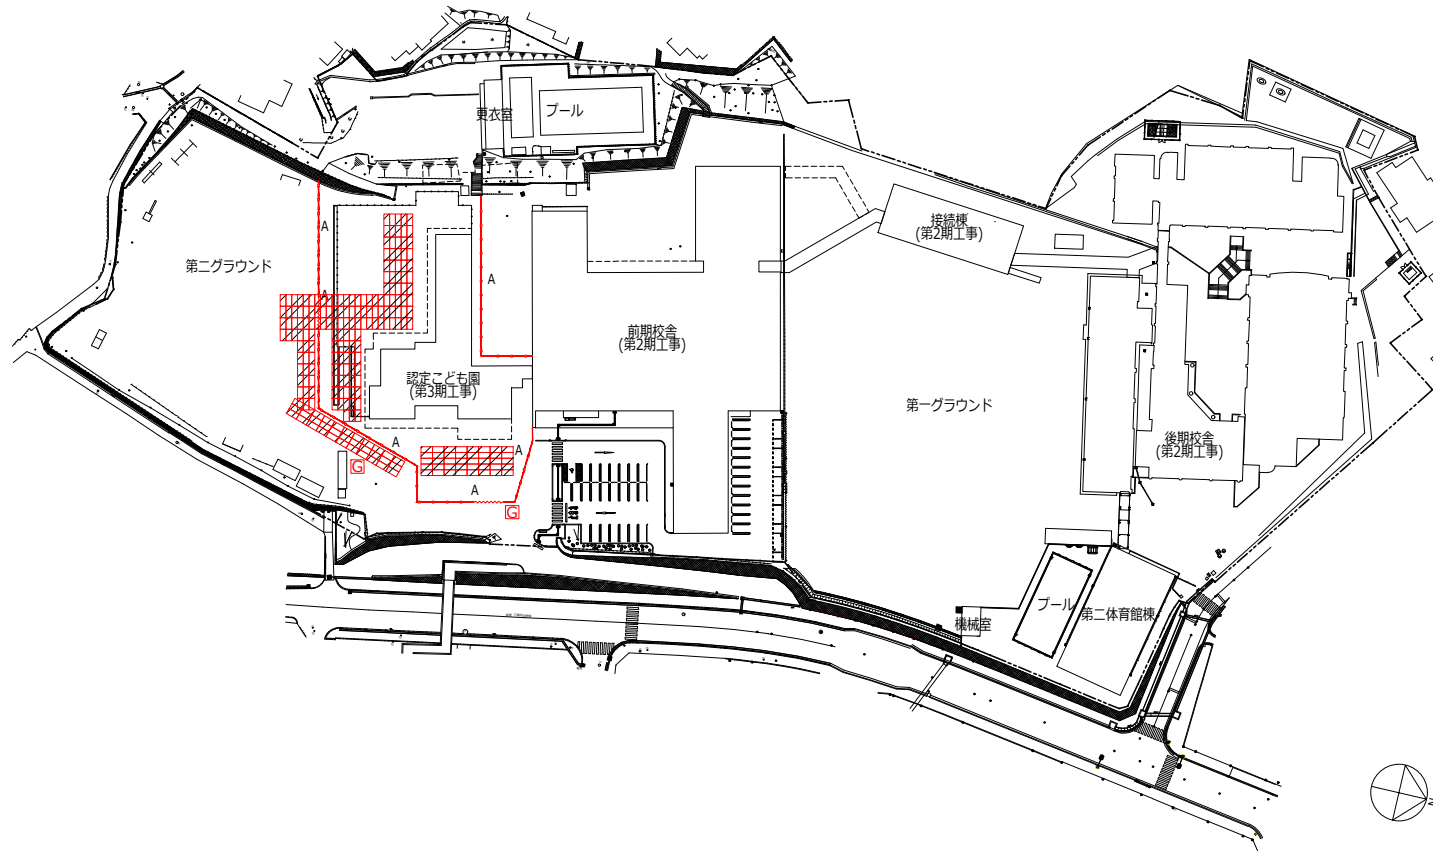 更衣室
プール
A
接続棟
(第2期工事)
第二グラウンド
A
A
前期校舎
(第2期工事)
認定こども園
(第3期工事)
第一グラウンド
A
A
後期校舎
(第2期工事)
G
A
G
プール
第二体育館棟
機械室
N